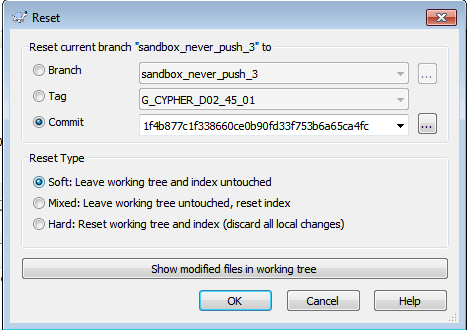 Reset
Reset current branch "sandbox_never_push_3" to
Branch
sandbox_never_push_3
...
Tag
G_CYPHER_D02_45_01
Commit
1f4b877c1f338660ce0b90fd33f753b6a65ca4fc
...
Reset Type
Soft: Leave working tree and index untouched
Mixed: Leave working tree untouched, reset index
Hard: Reset working tree and index (discard all local changes)
Show modified files in working tree
OK
Cancel
Help